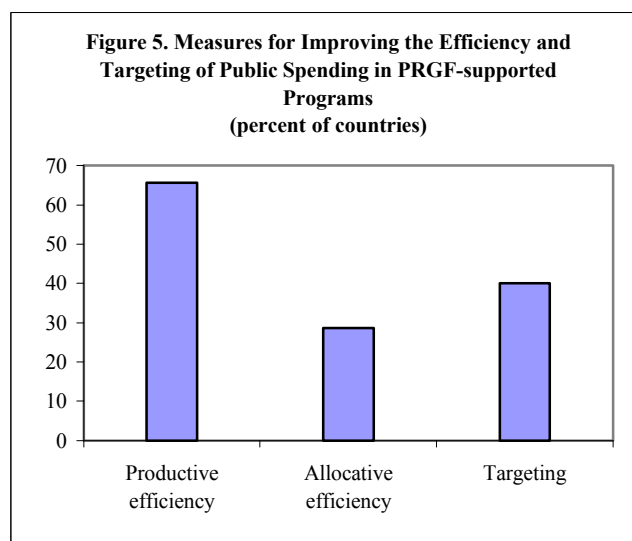 Figure 5. Measures for Improving the Efficiency and
Targeting of Public Spending in PRGF-supported
Programs
(percent of countries)
70
60
50
40
30
20
10
0
Productive
efficiency
Allocative
efficiency
Targeting